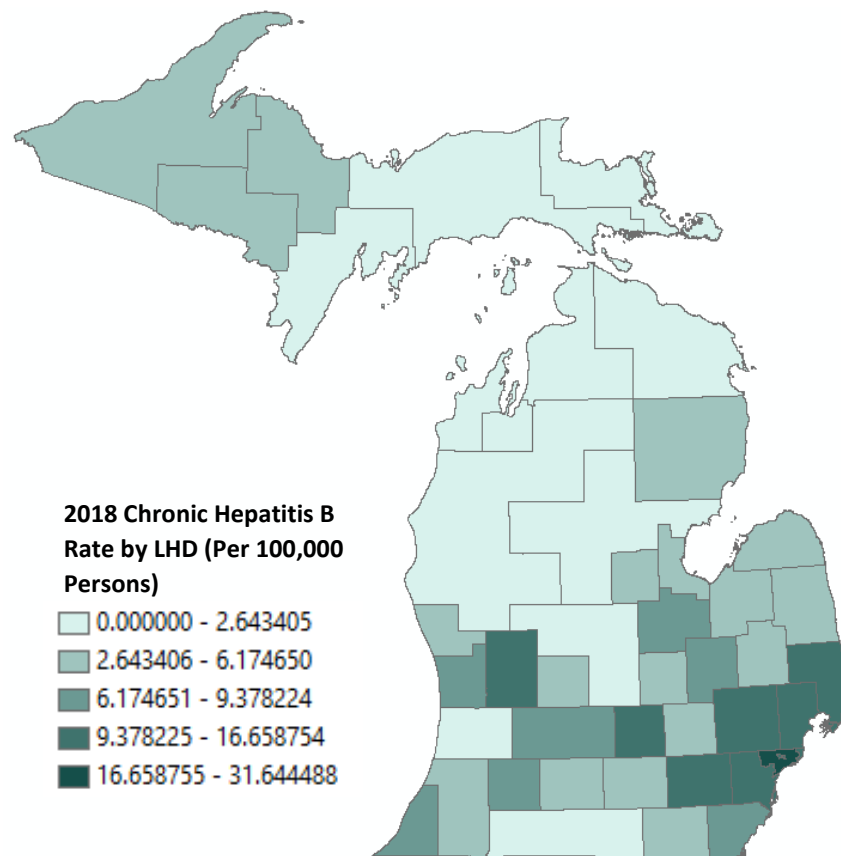 2018 Chronic Hepatitis B
Rate by LHD (Per 100,000
Persons)
0.000000 - 2.643405
2.643406 - 6.174650
6.174651 - 9.378224
9.378225 - 16.658754
16.658755 - 31.644488